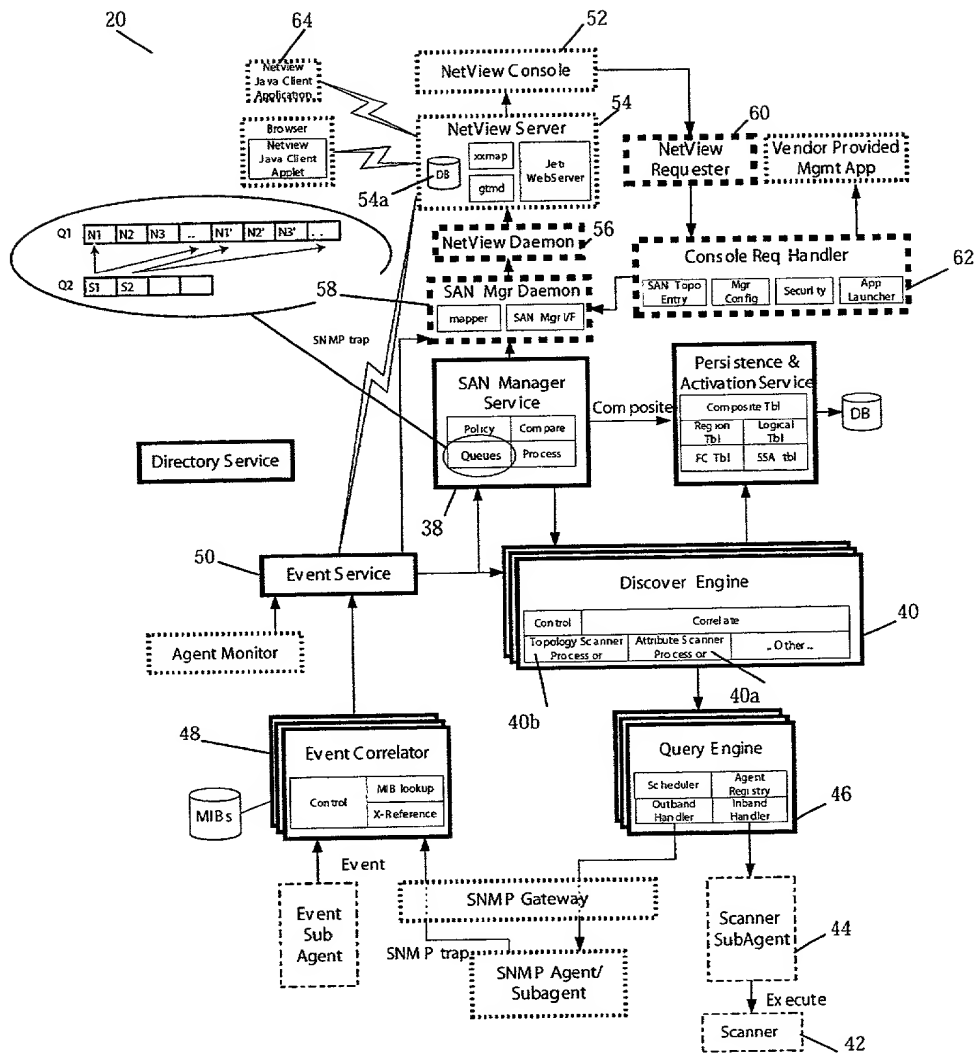 20
64
52
Netview
Java Client
Application
NetView Console
54
Browser
Netview
Java Client
Applet
NetView Server
DB
xxmap
gtmd
Jeti
WebServer
54a
60
NetView
Requester
Vendor Provided
Mgmt App
Q1 N1 N2 N3 .. N1' N2' N3' . .
Q2 S1 S2
NetView Daemon
56
Console Req Handler
SAN Topo
Entry
Mgr
Config
Security
App
Launcher
62
58
SAN Mgr Daemon
mapper
SAN Mgr I/F
SNMP trap
SAN Manager
Service
Policy
Compare
Queues
Process
38
Composite
Persistence &
Activation Service
Composite Tbl
Region
Tbl
Logical
Tbl
FC Tbl
SSA tbl
DB
Directory Service
50
Event Service
Agent Monitor
Discover Engine
Control
Correlate
Topology Scanner
Process or
Attribute Scanner
Process or
.. Other ..
40
40b
40a
48
Event Correlator
Control
MIB lookup
X-Reference
MIBs
Query Engine
Scheduler
Agent
Registry
Outband
Handler
Inband
Handler
46
Event
Event
Sub
Agent
SNMP Gateway
SNMP trap
SNMP Agent/
Subagent
Scanner
SubAgent
44
Execute
Scanner
42